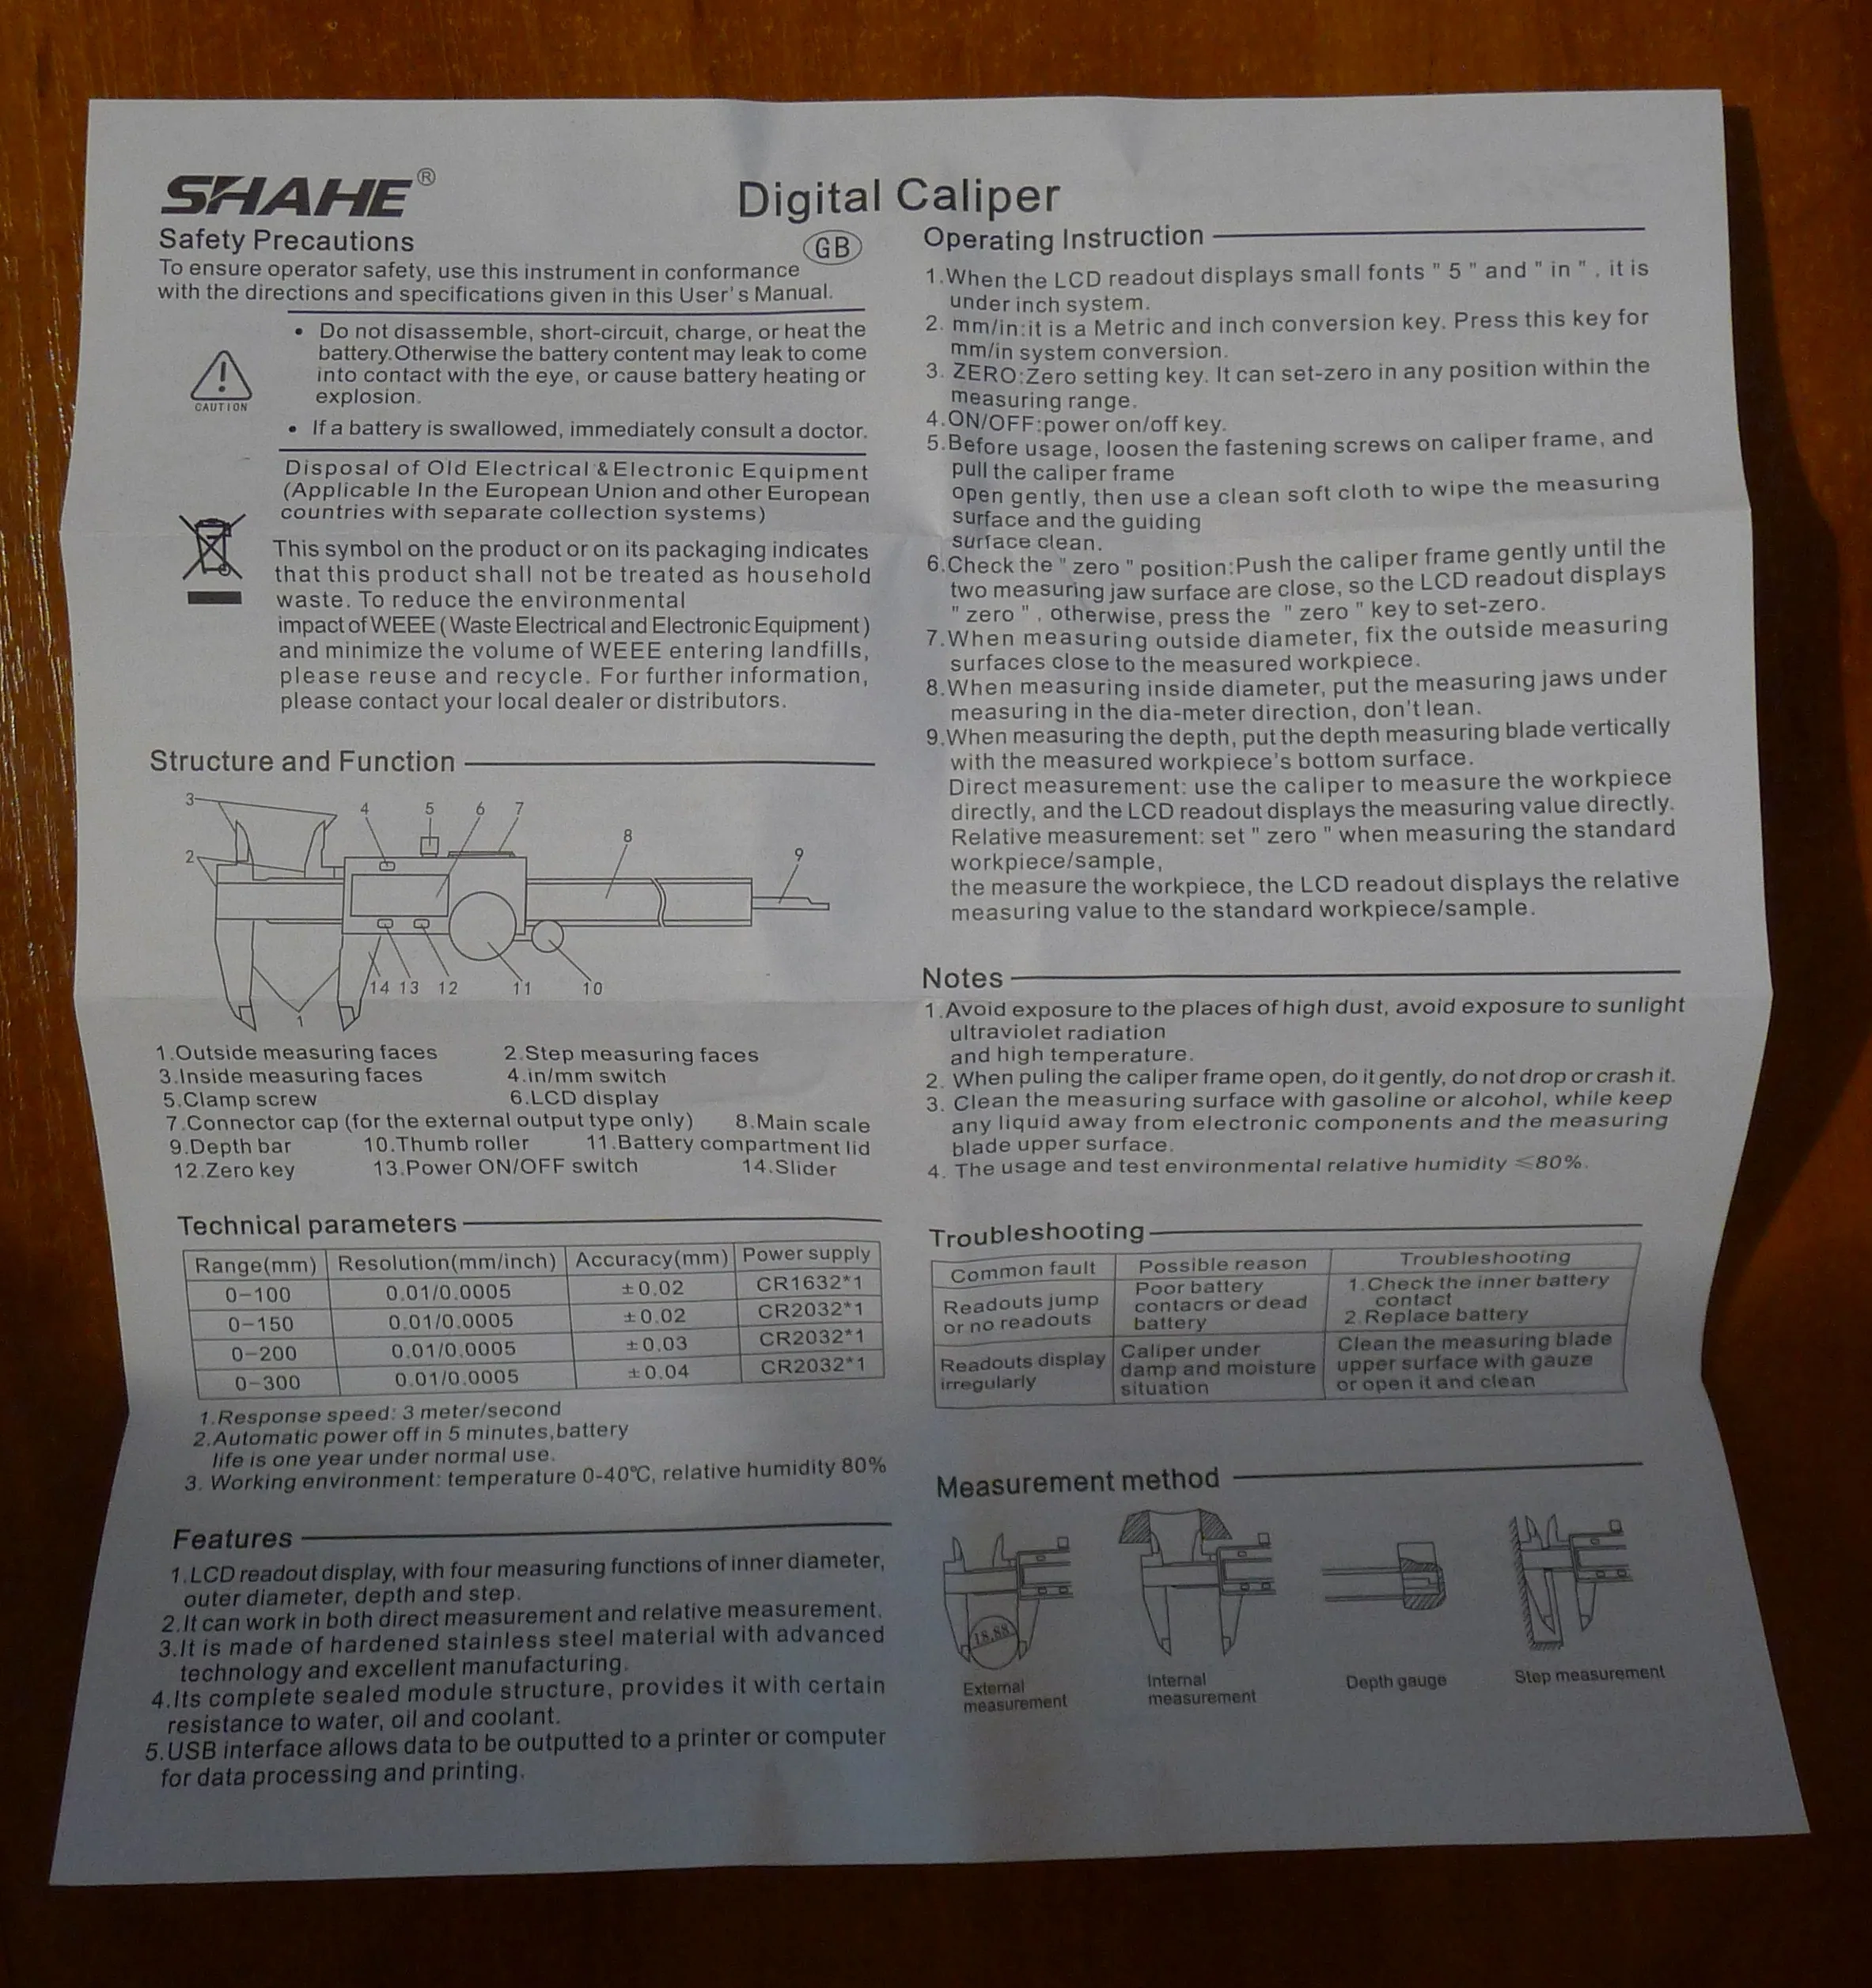 SHAHE®
Digital Caliper
Safety Precautions
GB
To ensure operator safety, use this instrument in conformance
with the directions and specifications given in this User's Manual.
CAUTION
• Do not disassemble, short-circuit, charge, or heat the
battery.Otherwise the battery content may leak to come
into contact with the eye, or cause battery heating or
explosion.
• If a battery is swallowed, immediately consult a doctor.
Disposal of Old Electrical & Electronic Equipment
(Applicable In the European Union and other European
countries with separate collection systems)
This symbol on the product or on its packaging indicates
that this product shall not be treated as household
waste. To reduce the environmental
impact of WEEE ( Waste Electrical and Electronic Equipment )
and minimize the volume of WEEE entering landfills,
please reuse and recycle. For further information,
please contact your local dealer or distributors.
Structure and Function
3
4
5
6
7
8
2
9
14 13 12
11
10
1
1.Outside measuring faces 2.Step measuring faces
3.Inside measuring faces 4.in/mm switch
5.Clamp screw 6.LCD display
7.Connector cap (for the external output type only) 8.Main scale
9.Depth bar 10.Thumb roller 11.Battery compartment lid
12.Zero key 13.Power ON/OFF switch 14.Slider
Technical parameters
Range(mm) Resolution(mm/inch) Accuracy(mm) Power supply
0-100 0.01/0.0005 ±0.02 CR1632*1
0-150 0.01/0.0005 ±0.02 CR2032*1
0-200 0.01/0.0005 ±0.03 CR2032*1
0-300 0.01/0.0005 ±0.04 CR2032*1
1.Response speed: 3 meter/second
2.Automatic power off in 5 minutes,battery
life is one year under normal use.
3. Working environment: temperature 0-40℃, relative humidity 80%
Features
1.LCD readout display, with four measuring functions of inner diameter,
outer diameter, depth and step.
2.It can work in both direct measurement and relative measurement.
3.It is made of hardened stainless steel material with advanced
technology and excellent manufacturing.
4.Its complete sealed module structure, provides it with certain
resistance to water, oil and coolant.
5.USB interface allows data to be outputted to a printer or computer
for data processing and printing.
Operating Instruction
1.When the LCD readout displays small fonts " 5 " and " in " , it is
under inch system.
2. mm/in:it is a Metric and inch conversion key. Press this key for
mm/in system conversion.
3. ZERO:Zero setting key. It can set-zero in any position within the
measuring range.
4.ON/OFF:power on/off key.
5.Before usage, loosen the fastening screws on caliper frame, and
pull the caliper frame
open gently, then use a clean soft cloth to wipe the measuring
surface and the guiding
surface clean.
6.Check the " zero " position:Push the caliper frame gently until the
two measuring jaw surface are close, so the LCD readout displays
" zero " , otherwise, press the " zero " key to set-zero.
7.When measuring outside diameter, fix the outside measuring
surfaces close to the measured workpiece.
8.When measuring inside diameter, put the measuring jaws under
measuring in the dia-meter direction, don't lean.
9.When measuring the depth, put the depth measuring blade vertically
with the measured workpiece's bottom surface.
Direct measurement: use the caliper to measure the workpiece
directly, and the LCD readout displays the measuring value directly.
Relative measurement: set " zero " when measuring the standard
workpiece/sample,
the measure the workpiece, the LCD readout displays the relative
measuring value to the standard workpiece/sample.
Notes
1.Avoid exposure to the places of high dust, avoid exposure to sunlight
ultraviolet radiation
and high temperature.
2. When puling the caliper frame open, do it gently, do not drop or crash it.
3. Clean the measuring surface with gasoline or alcohol, while keep
any liquid away from electronic components and the measuring
blade upper surface.
4. The usage and test environmental relative humidity ≤80%.
Troubleshooting
Common fault Possible reason Troubleshooting
Readouts jump
or no readouts
Poor battery
contacrs or dead
battery
1.Check the inner battery
contact
2.Replace battery
Readouts display
irregularly
Caliper under
damp and moisture
situation
Clean the measuring blade
upper surface with gauze
or open it and clean
Measurement method
18.88
External
measurement
Internal
measurement
Depth gauge
Step measurement